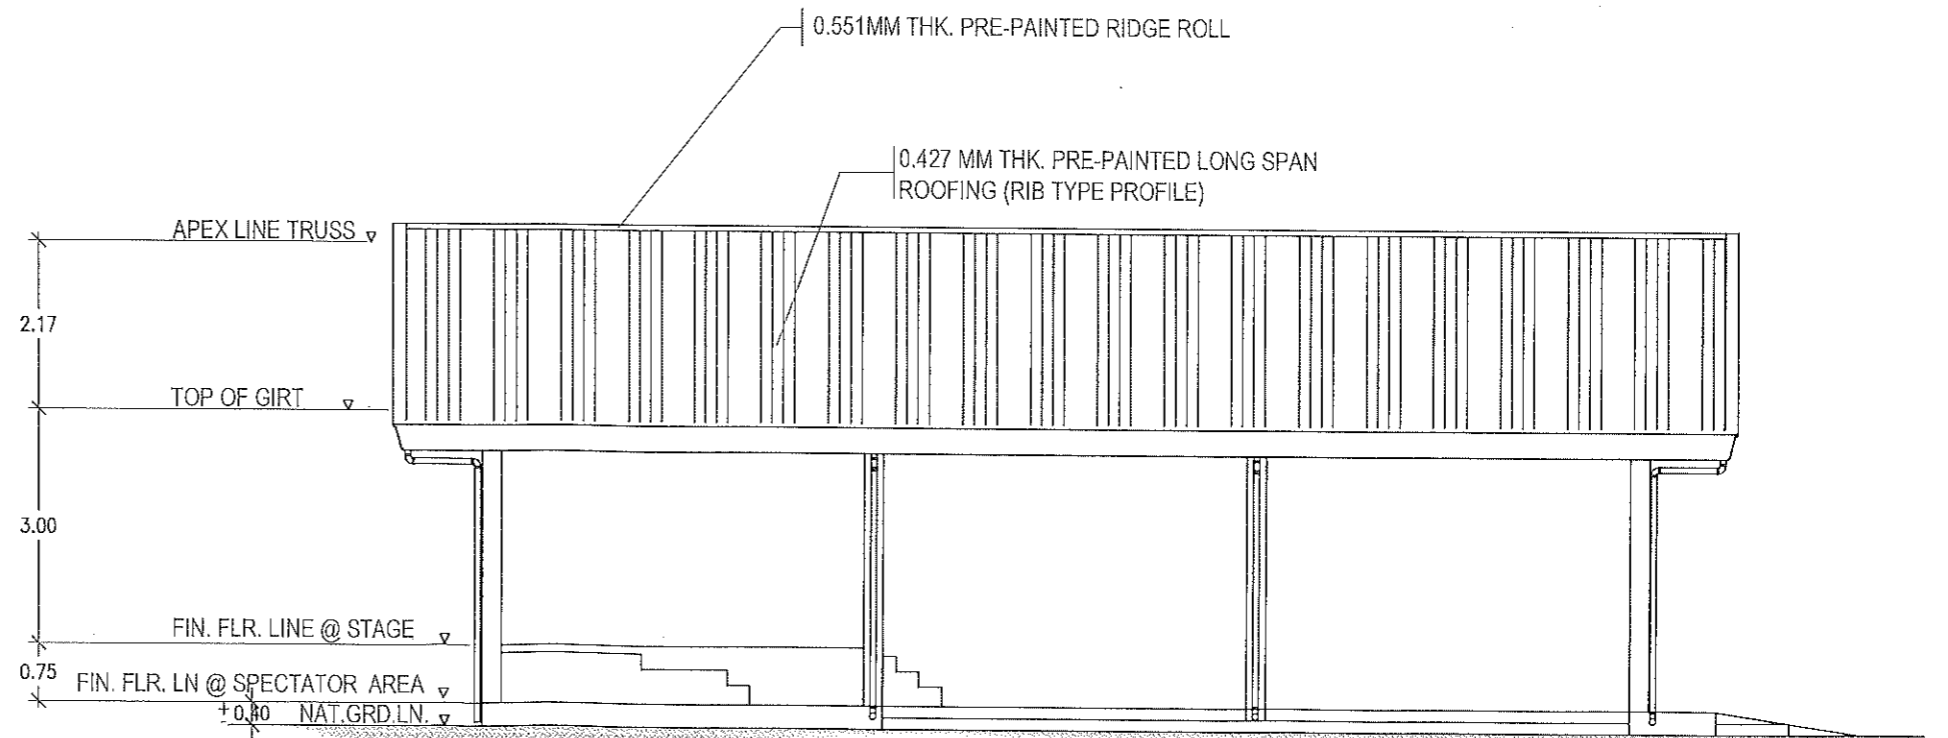 0.551MM THK. PRE-PAINTED RIDGE ROLL
0.427 MM THK. PRE-PAINTED LONG SPAN
ROOFING (RIB TYPE PROFILE)
APEX LINE TRUSS
2.17
TOP OF GIRT
3.00
FIN. FLR. LINE @ STAGE
0.75
FIN. FLR. LN @ SPECTATOR AREA
±0.40 NAT.GRD.LN.